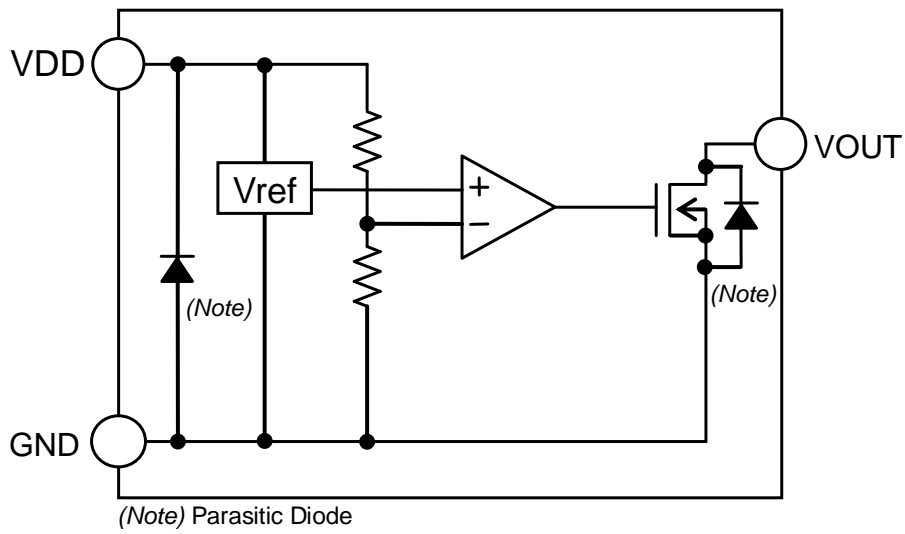 VDD
VOUT
Vref
+
−
(Note)
(Note)
GND
(Note) Parasitic Diode